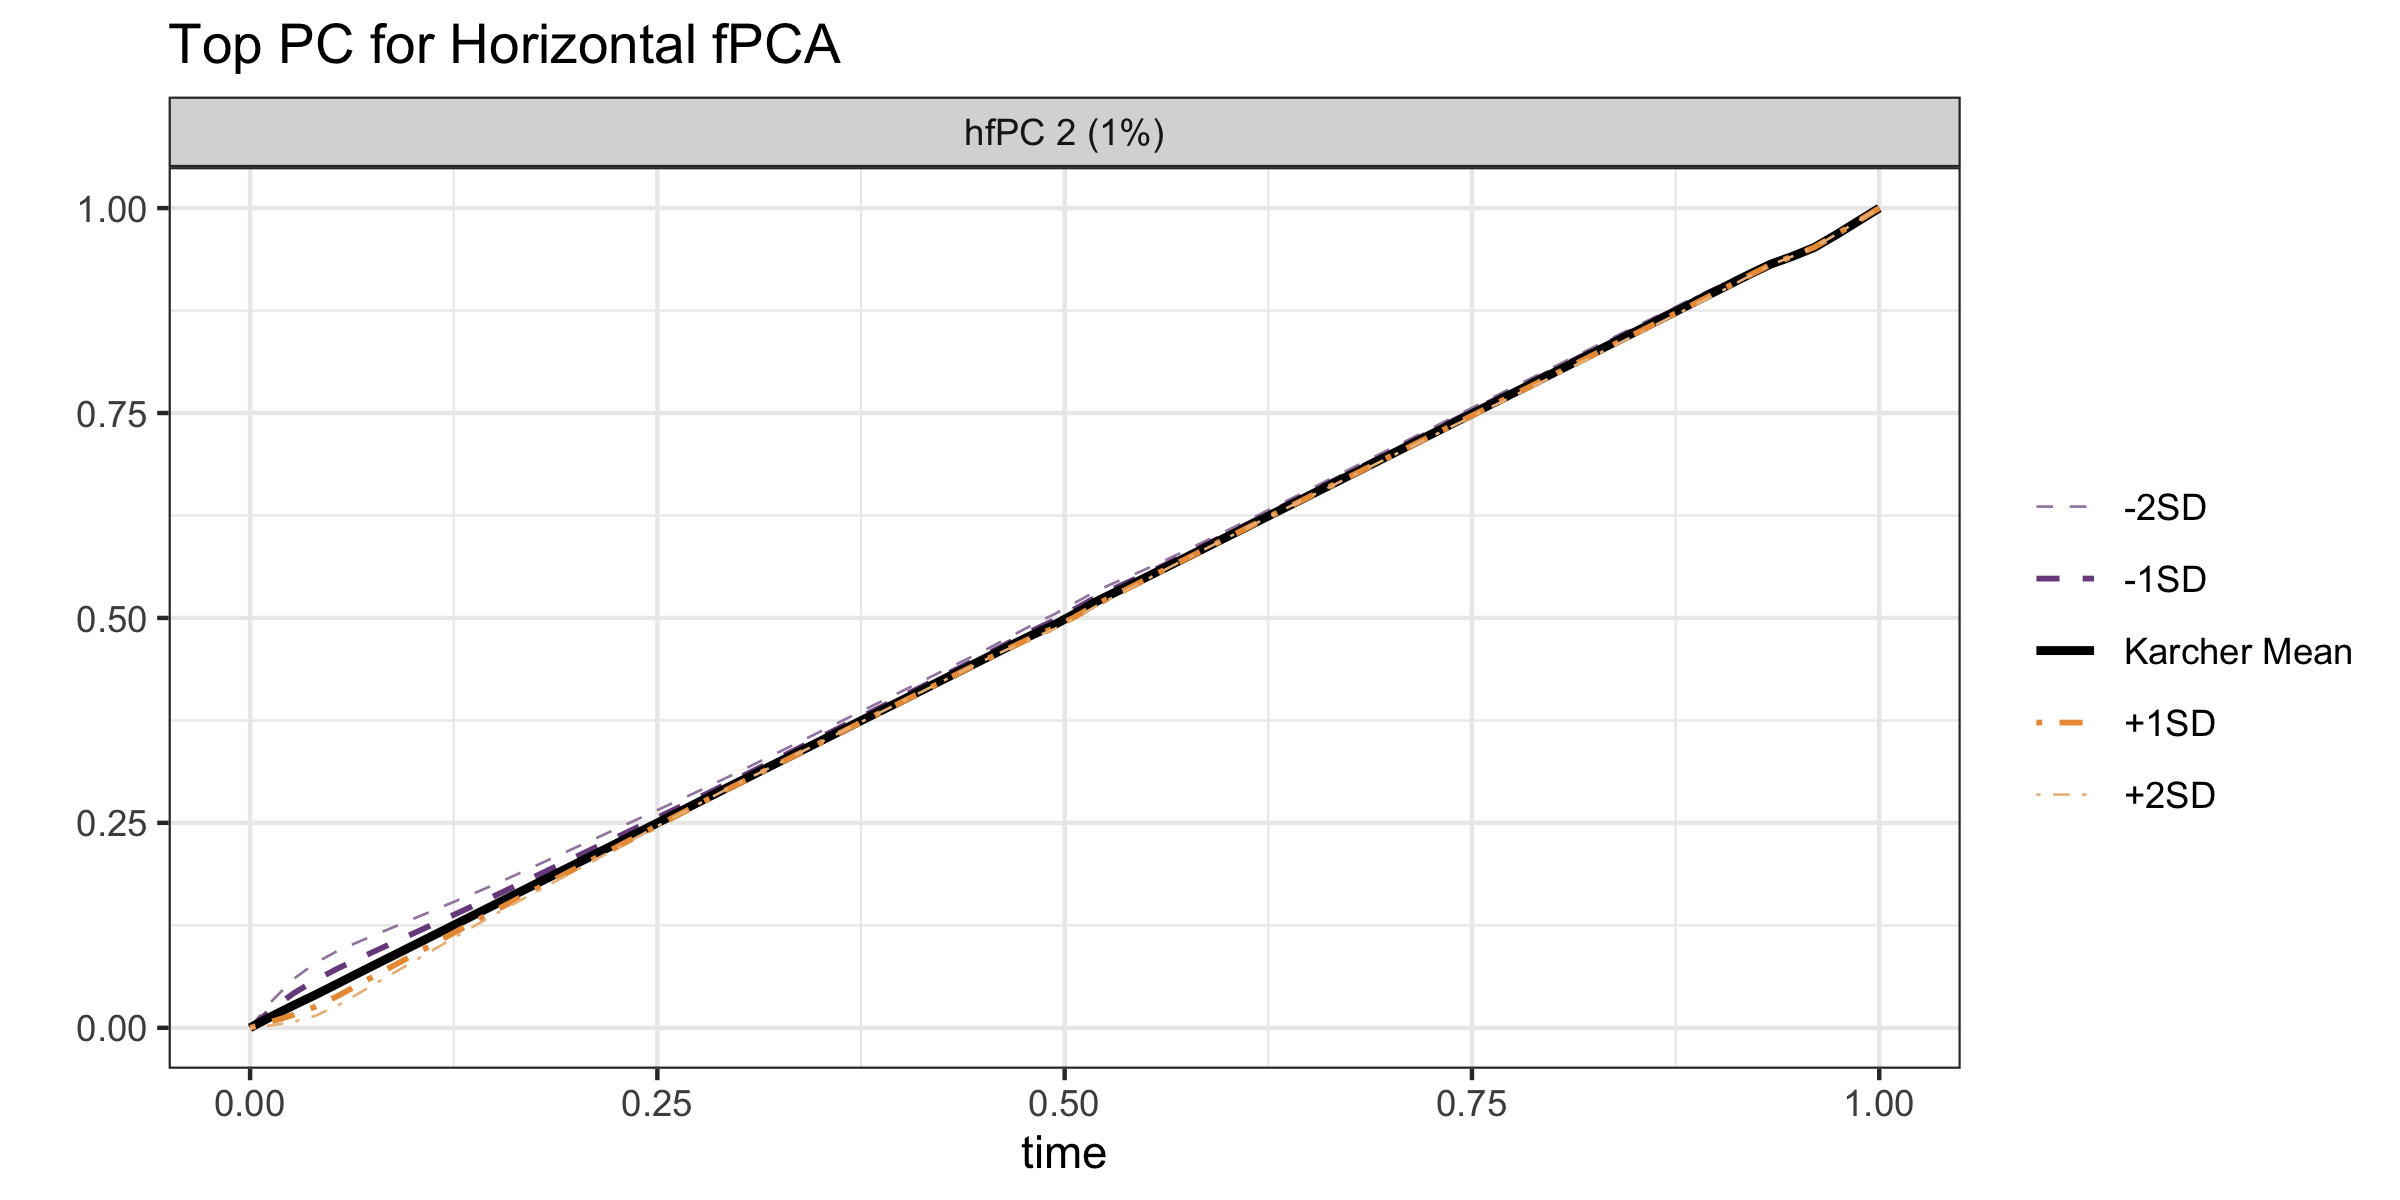 Top PC for Horizontal fPCA
hfPC 2 (1%)
1.00
0.75
0.50
0.25
0.00
0.00 0.25 0.50 0.75 1.00
time
-2SD
-1SD
Karcher Mean
+1SD
+2SD